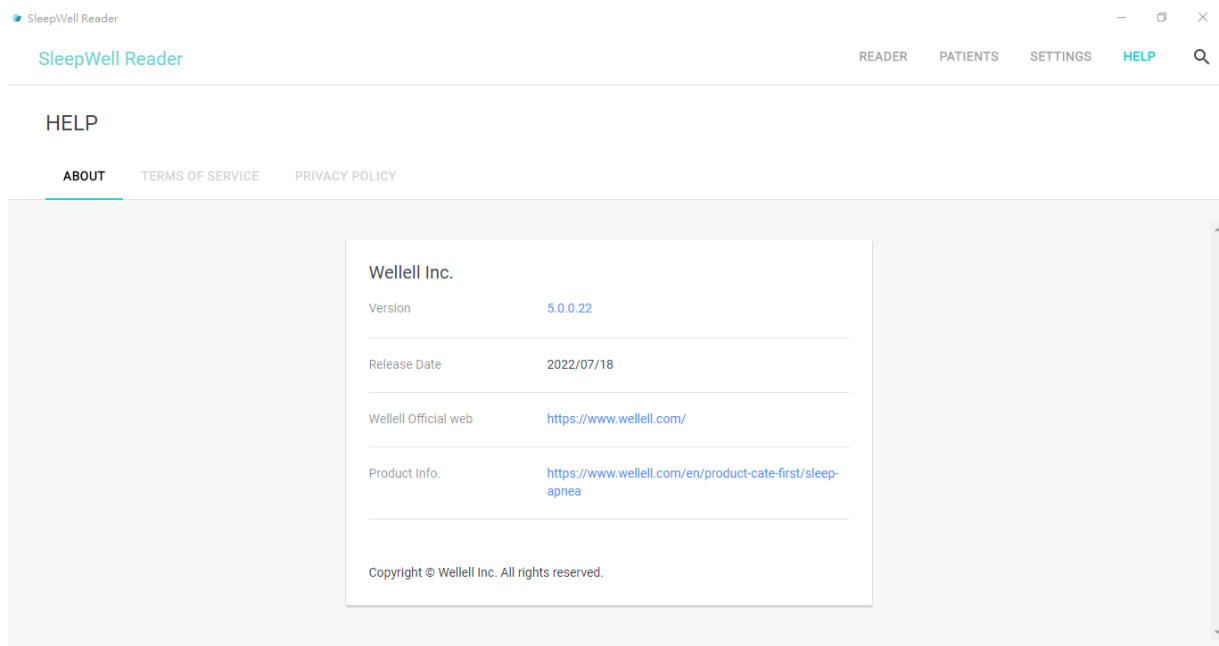 SleepWell Reader
SleepWell Reader
READER PATIENTS SETTINGS HELP
HELP
ABOUT TERMS OF SERVICE PRIVACY POLICY
Wellell Inc.
Version 5.0.0.22
Release Date 2022/07/18
Wellell Official web https://www.wellell.com/
Product Info. https://www.wellell.com/en/product-cate-first/sleep-
apnea
Copyright © Wellell Inc. All rights reserved.